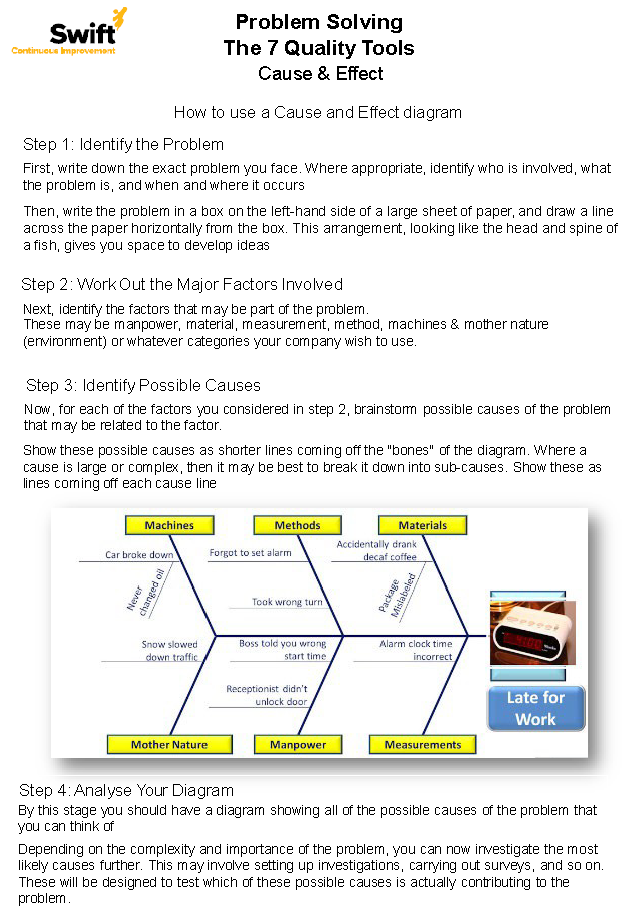 Swift
Continuous Improvement
Problem Solving
The 7 Quality Tools
Cause & Effect
How to use a Cause and Effect diagram
Step 1: Identify the Problem
First, write down the exact problem you face. Where appropriate, identify who is involved, what
the problem is, and when and where it occurs
Then, write the problem in a box on the left-hand side of a large sheet of paper, and draw a line
across the paper horizontally from the box. This arrangement, looking like the head and spine of
a fish, gives you space to develop ideas
Step 2: Work Out the Major Factors Involved
Next, identify the factors that may be part of the problem.
These may be manpower, material, measurement, method, machines & mother nature
(environment) or whatever categories your company wish to use.
Step 3: Identify Possible Causes
Now, for each of the factors you considered in step 2, brainstorm possible causes of the problem
that may be related to the factor.
Show these possible causes as shorter lines coming off the "bones" of the diagram. Where a
cause is large or complex, then it may be best to break it down into sub-causes. Show these as
lines coming off each cause line
Machines
Methods
Materials
Car broke down
Never
changed oil
Forgot to set alarm
Took wrong turn
Accidentally drank
decaf coffee
Package
Mislabeled
Snow slowed
down traffic
Boss told you wrong
start time
Receptionist didn't
unlock door
Alarm clock time
incorrect
Late for
Work
Mother Nature
Manpower
Measurements
Step 4: Analyse Your Diagram
By this stage you should have a diagram showing all of the possible causes of the problem that
you can think of
Depending on the complexity and importance of the problem, you can now investigate the most
likely causes further. This may involve setting up investigations, carrying out surveys, and so on.
These will be designed to test which of these possible causes is actually contributing to the
problem.